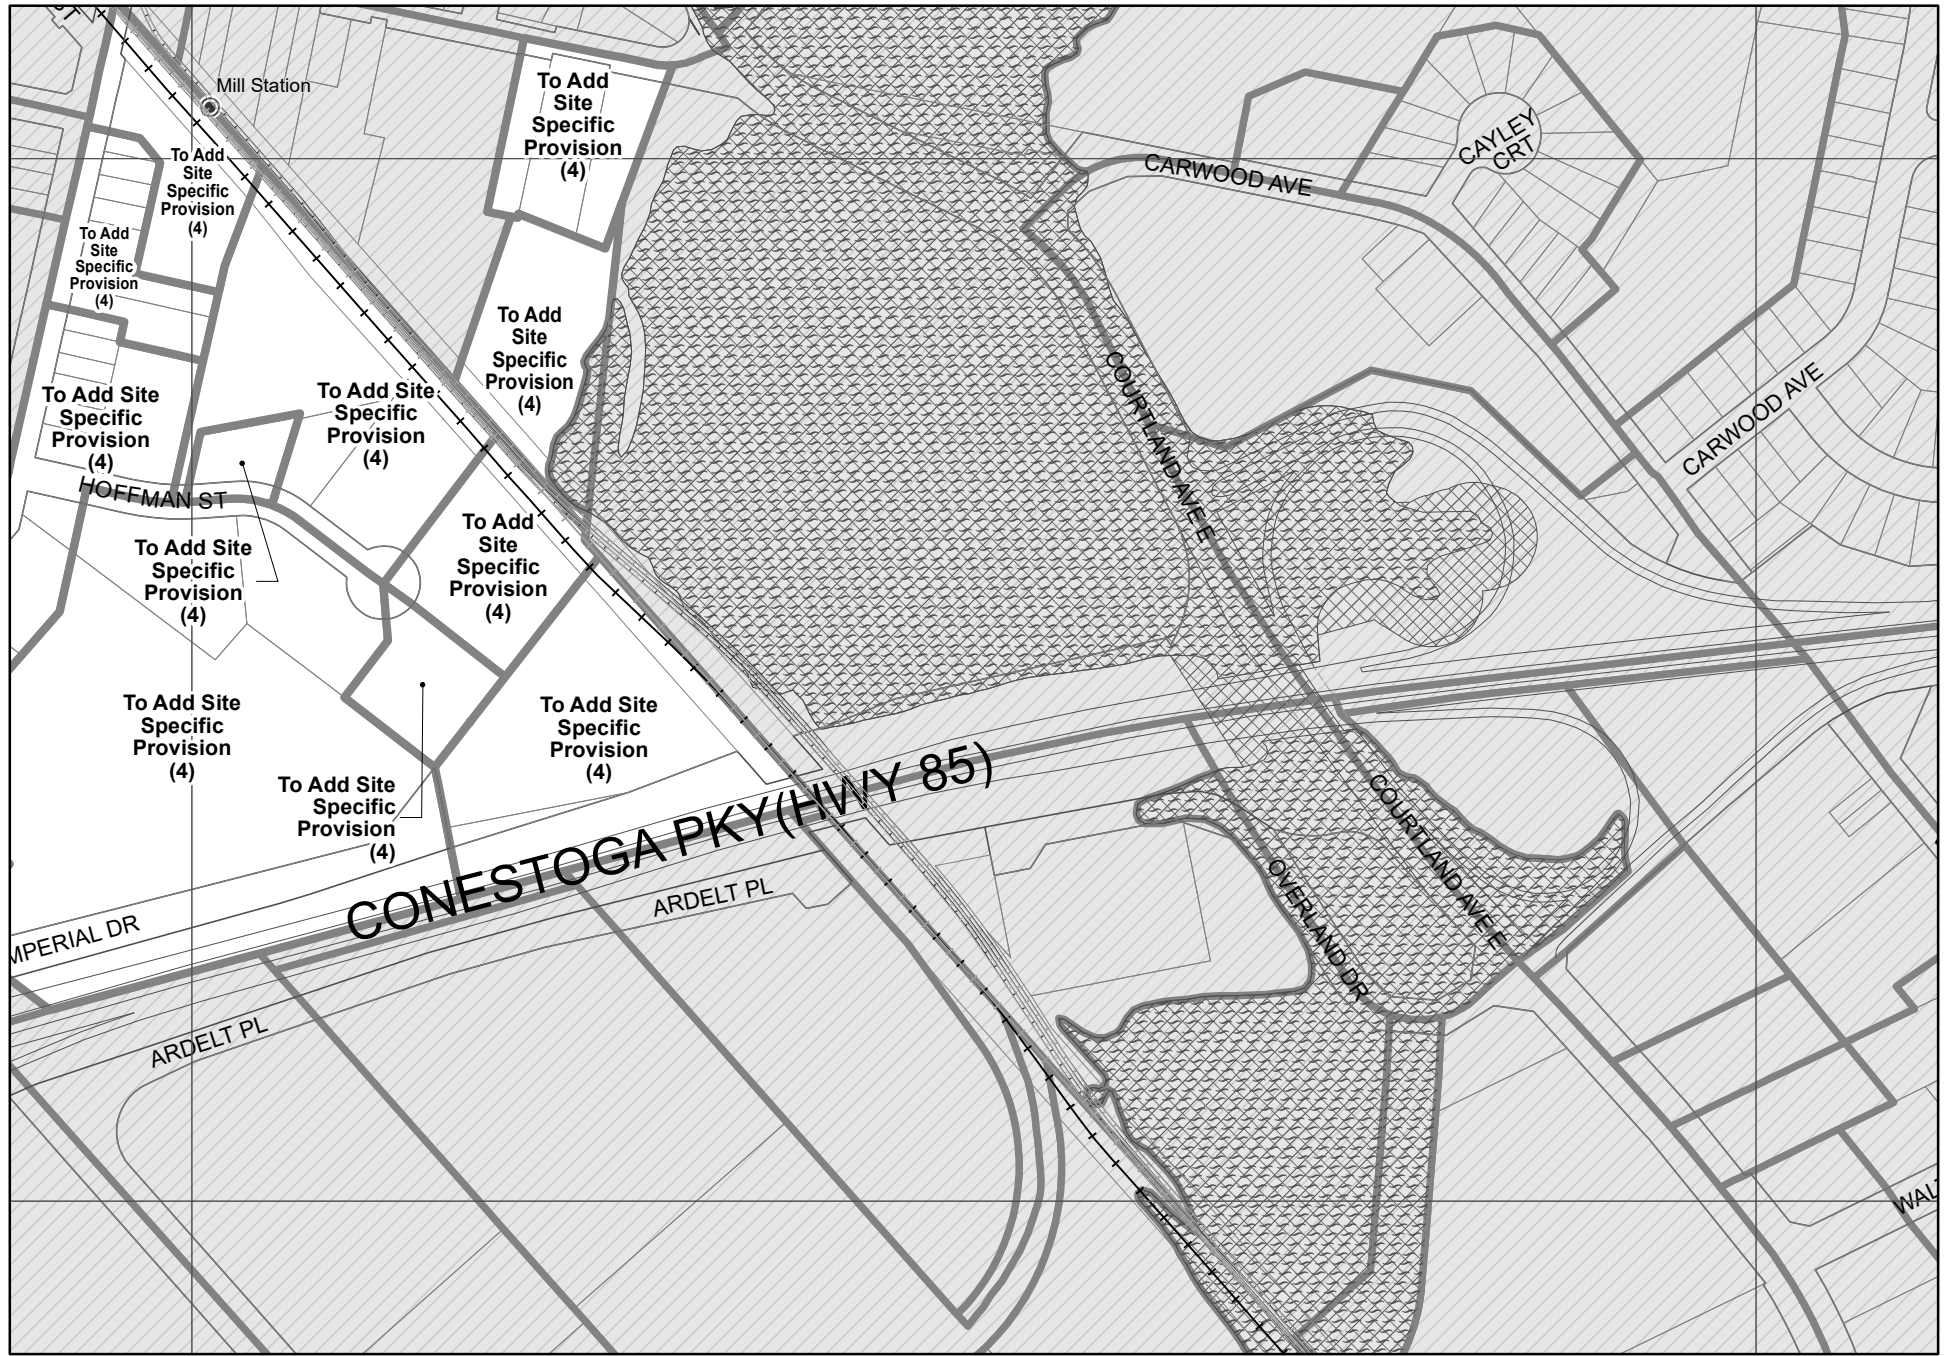 ST
Mill Station
To Add
Site
Specific
Provision
(4)
To Add
Site
Specific
Provision
(4)
To Add
Site
Specific
Provision
(4)
To Add
Site
Specific
Provision
(4)
To Add Site
Specific
Provision
(4)
To Add Site
Specific
Provision
(4)
HOFFMAN ST
To Add
Site
Specific
Provision
(4)
To Add Site
Specific
Provision
(4)
To Add Site
Specific
Provision
(4)
To Add Site
Specific
Provision
(4)
To Add Site
Specific
Provision
(4)
CONESTOGA PKY(HWY 85)
MPERIAL DR
ARDELT PL
ARDELT PL
CARWOOD AVE
CAYLEY
CRT
CARWOOD AVE
COURTLAND AVE E
COURTLAND AVE E
OVERLAND DR
WAL